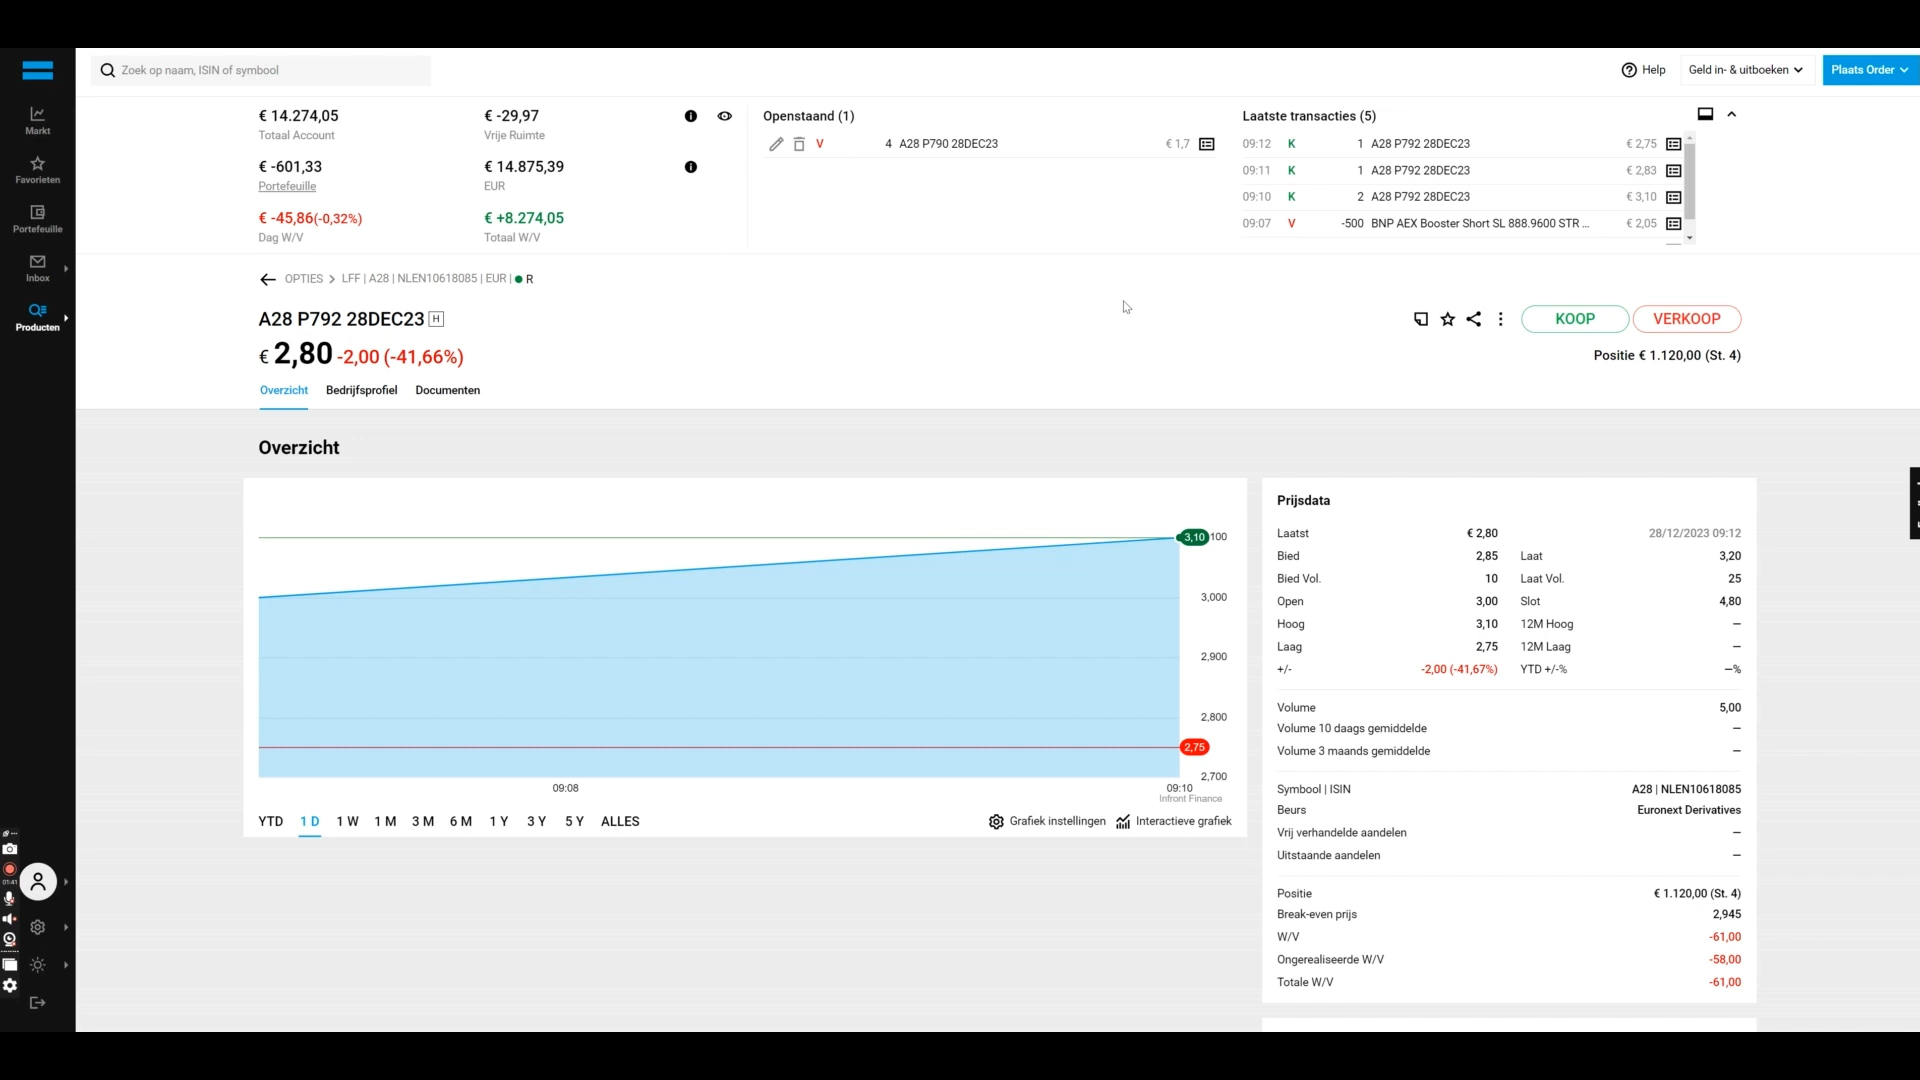 Zoek op naam, ISIN of symbool
Help
Geld in- & uitboeken
Plaats Order
Markt
Favorieten
Portefeuille
Inbox
Producten
€ 14.274,05
Totaal Account
€ -29,97
Vrije Ruimte
€ -601,33
Portefeuille
€ 14.875,39
EUR
€ -45,86(-0,32%)
Dag W/V
€ +8.274,05
Totaal W/V
Openstaand (1)
V 4 A28 P790 28DEC23 € 1,7
Laatste transacties (5)
09:12 K 1 A28 P792 28DEC23 € 2,75
09:11 K 1 A28 P792 28DEC23 € 2,83
09:10 K 2 A28 P792 28DEC23 € 3,10
09:07 V -500 BNP AEX Booster Short SL 888.9600 STR ... € 2,05
OPTIES > LFF | A28 | NLEN10618085 | EUR | R
A28 P792 28DEC23 H
€ 2,80 -2,00 (-41,66%)
KOOP
VERKOOP
Positie € 1.120,00 (St. 4)
Overzicht Bedrijfsprofiel Documenten
Overzicht
3,10 100
3,000
2,900
2,800
2,75
2,700
09:08 09:10
Infront Finance
YTD 1 D 1 W 1 M 3 M 6 M 1 Y 3 Y 5 Y ALLES
Grafiek instellingen
Interactieve grafiek
Prijsdata
Laatst € 2,80 28/12/2023 09:12
Bied 2,85 Laat 3,20
Bied Vol. 10 Laat Vol. 25
Open 3,00 Slot 4,80
Hoog 3,10 12M Hoog –
Laag 2,75 12M Laag –
+/- -2,00 (-41,67%) YTD +/-% –%
Volume 5,00
Volume 10 daags gemiddelde –
Volume 3 maands gemiddelde –
Symbool | ISIN A28 | NLEN10618085
Beurs Euronext Derivatives
Vrij verhandelde aandelen –
Uitstaande aandelen –
Positie € 1.120,00 (St. 4)
Break-even prijs 2,945
W/V -61,00
Ongerealiseerde W/V -58,00
Totale W/V -61,00
01:41